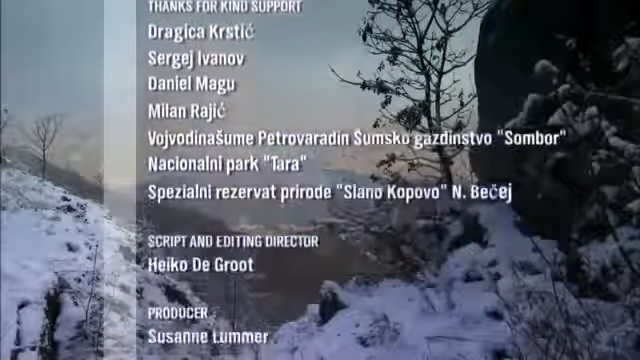 THANKS FOR KIND SUPPORT
Dragica Krstić
Sergej Ivanov
Daniel Magu
Milan Rajić
Vojvodinašume Petrovaradin Šumsko gazdinstvo "Sombor"
Nacionalni park "Tara"
Spezialni rezervat prirode "Slano Kopovo" N. Bečej
SCRIPT AND EDITING DIRECTOR
Heiko De Groot
PRODUCER
Susanne Lummer